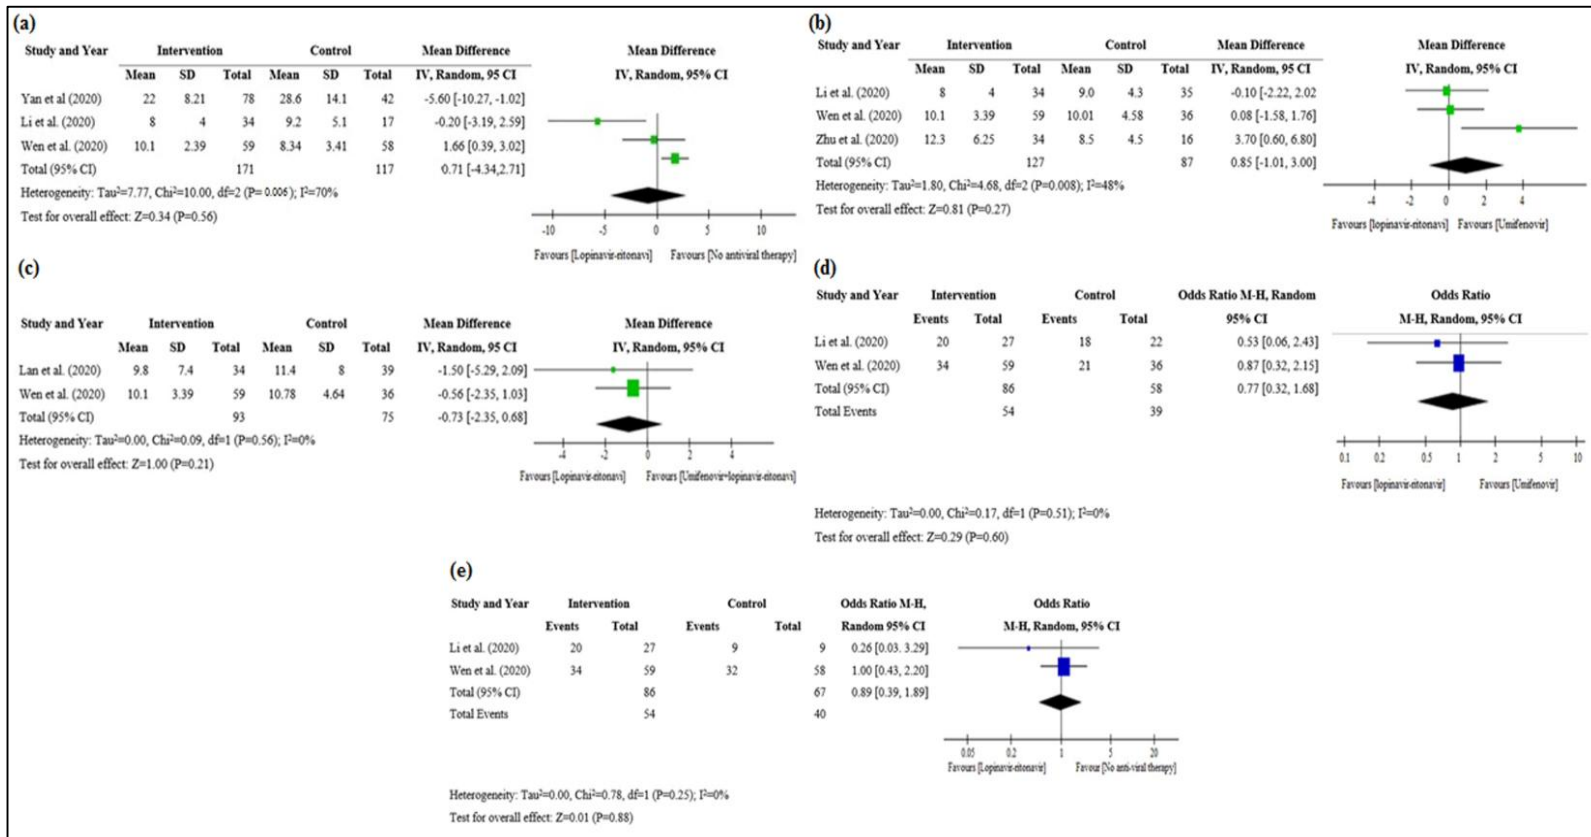 (a)
Study and Year Intervention Control Mean Difference Mean Difference
Mean SD Total Mean SD Total IV, Random, 95 CI IV, Random, 95% CI
Yan et al (2020) 22 8.21 78 28.6 14.1 42 -5.60 [-10.27, -1.02]
Li et al. (2020) 8 4 34 9.2 5.1 17 -0.20 [-3.19, 2.59]
Wen et al. (2020) 10.1 2.39 59 8.34 3.41 58 1.66 [0.39, 3.02]
Total (95% CI) 171 117 0.71 [-4.34,2.71]
Heterogeneity: Tau²=7.77, Chi²=10.00, df=2 (P= 0.006); I²=70%
Test for overall effect: Z=0.34 (P=0.56)
-10 -5 0 5 10
Favours [Lopinavir-ritonavi] Favours [No antiviral therapy]
(b)
Study and Year Intervention Control Mean Difference Mean Difference
Mean SD Total Mean SD Total IV, Random, 95 CI IV, Random, 95% CI
Li et al. (2020) 8 4 34 9.0 4.3 35 -0.10 [-2.22, 2.02
Wen et al. (2020) 10.1 3.39 59 10.01 4.58 36 0.08 [-1.58, 1.76]
Zhu et al. (2020) 12.3 6.25 34 8.5 4.5 16 3.70 [0.60, 6.80]
Total (95% CI) 127 87 0.85 [-1.01, 3.00]
Heterogeneity: Tau²=1.80, Chi²=4.68, df=2 (P=0.008); I²=48%
Test for overall effect: Z=0.81 (P=0.27)
-4 -2 0 2 4
Favours [lopinavir-ritonavi] Favours [Umifenovir]
(c)
Study and Year Intervention Control Mean Difference Mean Difference
Mean SD Total Mean SD Total IV, Random, 95 CI IV, Random, 95% CI
Lan et al. (2020) 9.8 7.4 34 11.4 8 39 -1.50 [-5.29, 2.09]
Wen et al. (2020) 10.1 3.39 59 10.78 4.64 36 -0.56 [-2.35, 1.03]
Total (95% CI) 93 75 -0.73 [-2.35, 0.68]
Heterogeneity: Tau²=0.00, Chi²=0.09, df=1 (P=0.56); I²=0%
Test for overall effect: Z=1.00 (P=0.21)
-4 -2 0 2 4
Favours [Lopinavir-ritonavi] Favours [Umifenovir+lopinavir-ritonavi]
(d)
Study and Year Intervention Control Odds Ratio M-H, Random Odds Ratio
Events Total Events Total 95% CI M-H, Random, 95% CI
Li et al. (2020) 20 27 18 22 0.53 [0.06, 2.43]
Wen et al. (2020) 34 59 21 36 0.87 [0.32, 2.15]
Total (95% CI) 86 58 0.77 [0.32, 1.68]
Total Events 54 39
0.1 0.2 0.5 1 2 5 10
Favours [lopinavir-ritonavir] Favours [Umifenovir]
Heterogeneity: Tau²=0.00, Chi²=0.17, df=1 (P=0.51); I²=0%
Test for overall effect: Z=0.29 (P=0.60)
(e)
Study and Year Intervention Control Odds Ratio M-H, Odds Ratio
Events Total Events Total Random 95% CI M-H, Random, 95% CI
Li et al. (2020) 20 27 9 9 0.26 [0.03. 3.29]
Wen et al. (2020) 34 59 32 58 1.00 [0.43, 2.20]
Total (95% CI) 86 67 0.89 [0.39, 1.89]
Total Events 54 40
0.05 0.2 1 5 20
Favours [Lopinavir-ritonavir] Favour [No anti-viral therapy]
Heterogeneity: Tau²=0.00, Chi²=0.78, df=1 (P=0.25); I²=0%
Test for overall effect: Z=0.01 (P=0.88)